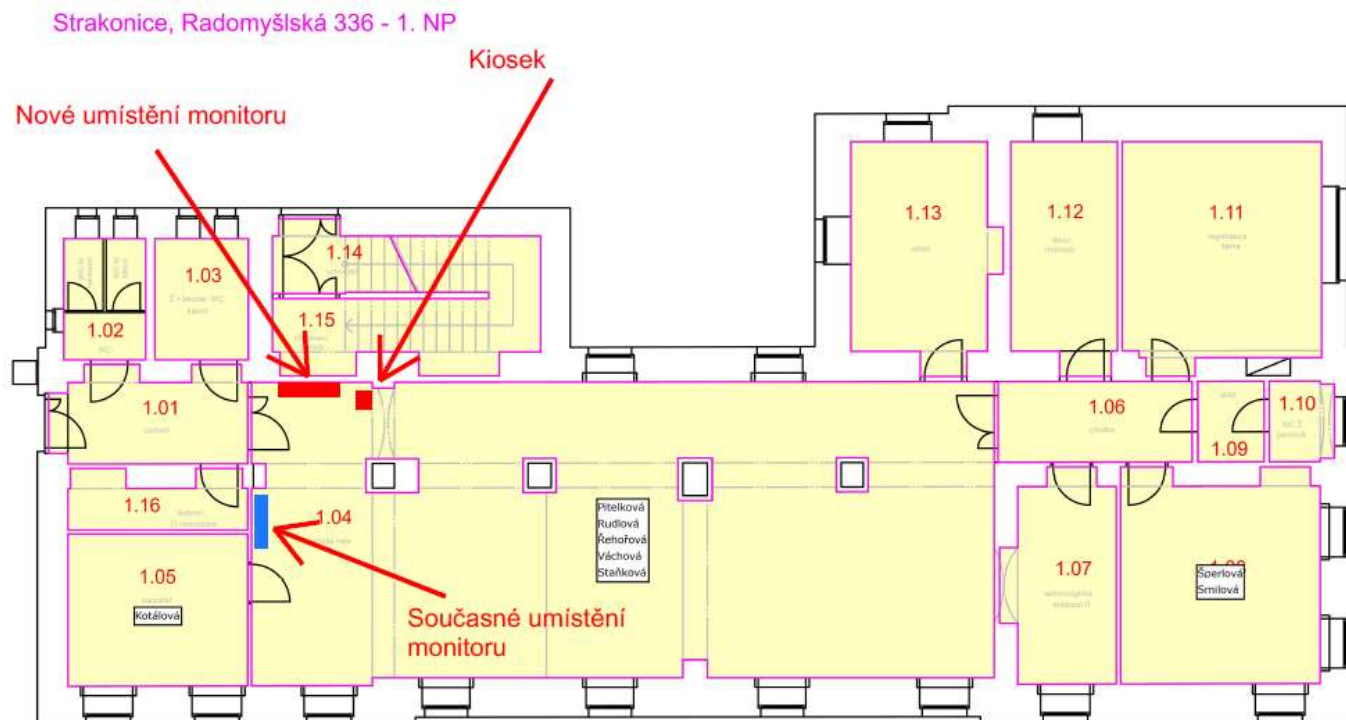 Strakonice, Radomyšlská 336 - 1. NP
Kiosek
Nové umístění monitoru
1.13
1.12
1.11
1.14
1.03
1.15
1.02
1.01
1.06
1.10
1.09
1.16
1.04
Pitelková
Rudlová
Řehořová
Váchová
Staňková
1.07
1.05
Šperlová
Smilová
Kotálová
Současné umístění
monitoru